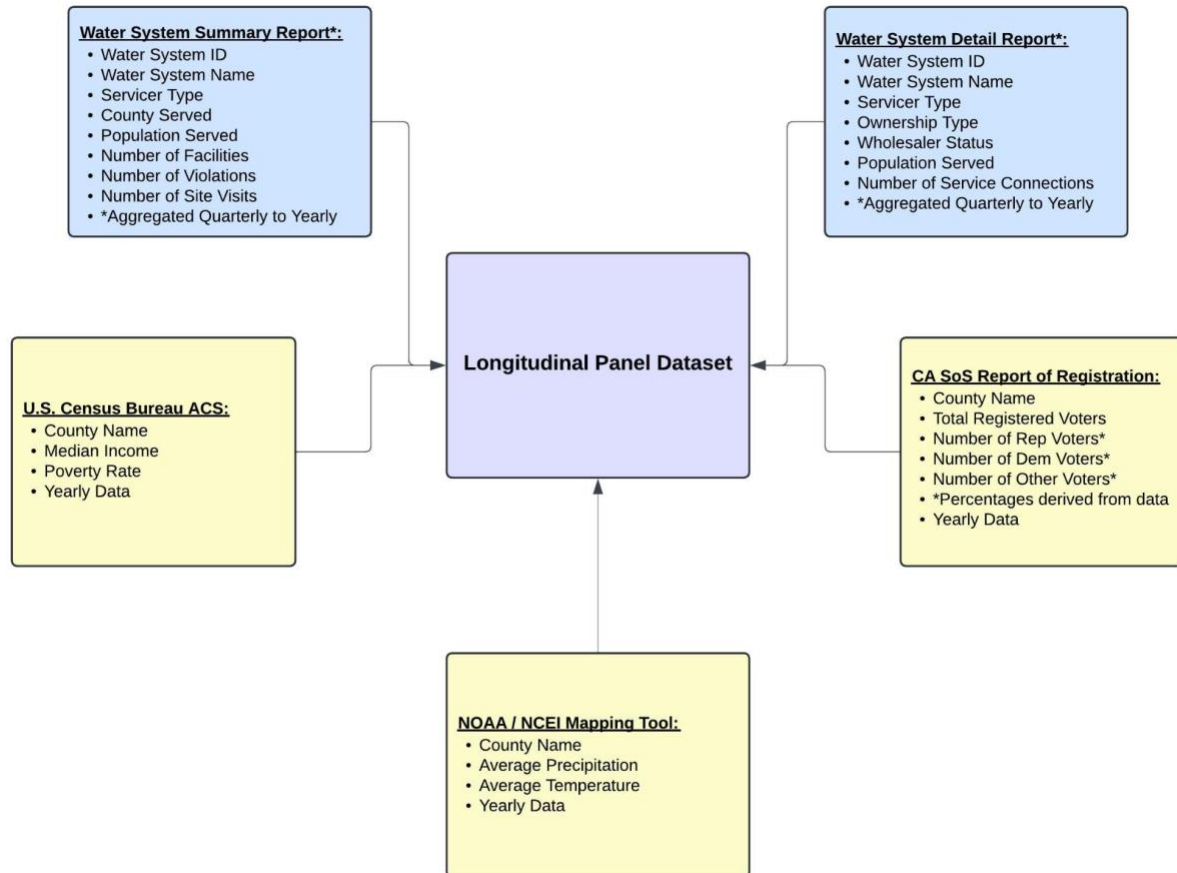 Water System Summary Report*:
• Water System ID
• Water System Name
• Servicer Type
• County Served
• Population Served
• Number of Facilities
• Number of Violations
• Number of Site Visits
• *Aggregated Quarterly to Yearly
Water System Detail Report*:
• Water System ID
• Water System Name
• Servicer Type
• Ownership Type
• Wholesaler Status
• Population Served
• Number of Service Connections
• *Aggregated Quarterly to Yearly
Longitudinal Panel Dataset
U.S. Census Bureau ACS:
• County Name
• Median Income
• Poverty Rate
• Yearly Data
CA SoS Report of Registration:
• County Name
• Total Registered Voters
• Number of Rep Voters*
• Number of Dem Voters*
• Number of Other Voters*
• *Percentages derived from data
• Yearly Data
NOAA / NCEI Mapping Tool:
• County Name
• Average Precipitation
• Average Temperature
• Yearly Data